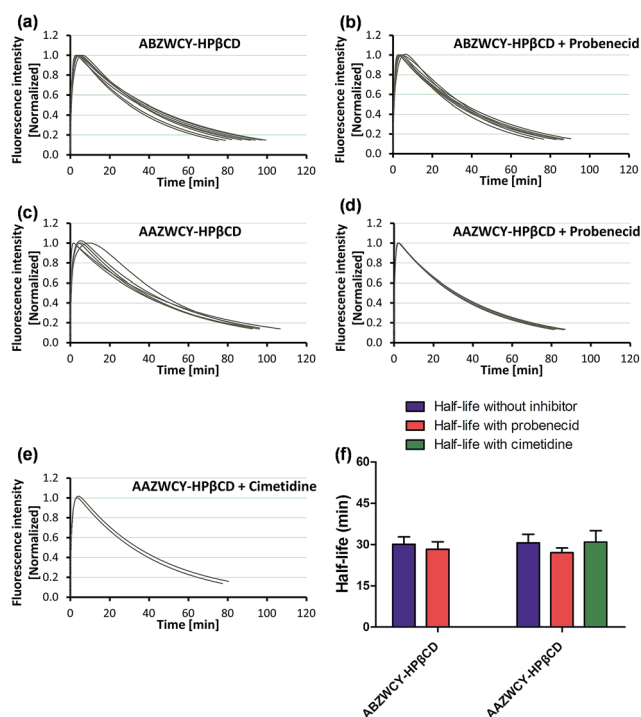 (a)
ABZWCY-HPβCD
Fluorescence intensity
[Normalized]
1.2
1.0
0.8
0.6
0.4
0.2
0.0
0 20 40 60 80 100 120
Time [min]
(b)
ABZWCY-HPβCD + Probenecid
Fluorescence intensity
[Normalized]
1.2
1.0
0.8
0.6
0.4
0.2
0.0
0 20 40 60 80 100 120
Time [min]
(c)
AAZWCY-HPβCD
Fluorescence intensity
[Normalized]
1.2
1.0
0.8
0.6
0.4
0.2
0.0
0 20 40 60 80 100 120
Time [min]
(d)
AAZWCY-HPβCD + Probenecid
Fluorescence intensity
[Normalized]
1.2
1.0
0.8
0.6
0.4
0.2
0.0
0 20 40 60 80 100 120
Time [min]
(e)
AAZWCY-HPβCD + Cimetidine
Fluorescence intensity
[Normalized]
1.2
1.0
0.8
0.6
0.4
0.2
0.0
0 20 40 60 80 100 120
Time [min]
Half-life without inhibitor
Half-life with probenecid
Half-life with cimetidine
(f)
Half-life (min)
60
45
30
15
0
ABZWCY-HPβCD
AAZWCY-HPβCD